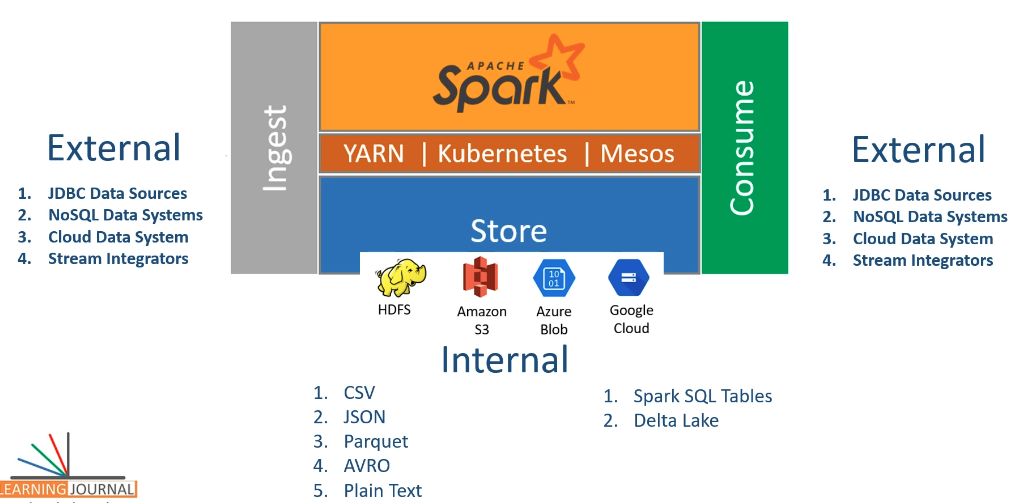 APACHE
Spark
TM
Ingest
YARN | Kubernetes | Mesos
Store
Consume
External
1. JDBC Data Sources
2. NoSQL Data Systems
3. Cloud Data System
4. Stream Integrators
External
1. JDBC Data Sources
2. NoSQL Data Systems
3. Cloud Data System
4. Stream Integrators
HDFS
Amazon
S3
10
01
Azure
Blob
Google
Cloud
Internal
1. CSV
2. JSON
3. Parquet
4. AVRO
5. Plain Text
1. Spark SQL Tables
2. Delta Lake
LEARNING JOURNAL